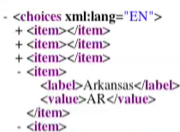 - <choices xml:lang="EN">
+ <item></item>
+ <item></item>
+ <item></item>
- <item>
<label>Arkansas</label>
<value>AR</value>
</item>
- <item>